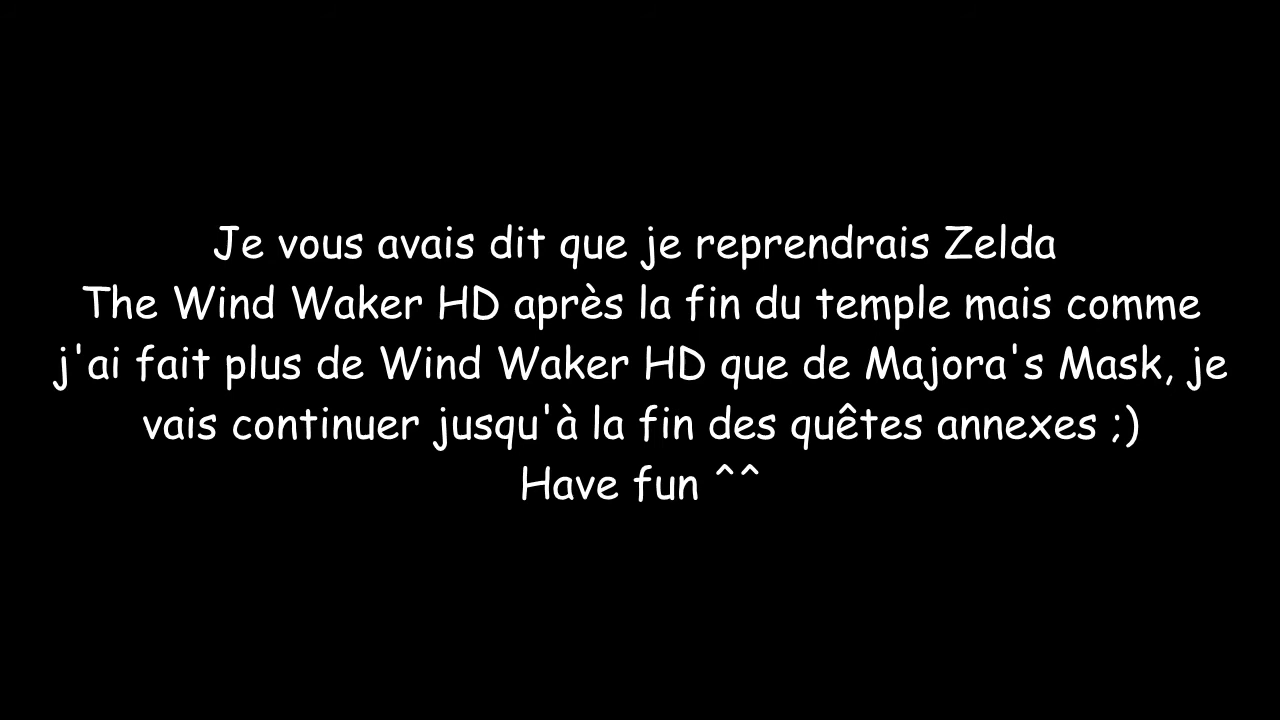 Je vous avais dit que je reprendrais Zelda
The Wind Waker HD après la fin du temple mais comme
j'ai fait plus de Wind Waker HD que de Majora's Mask, je
vais continuer jusqu'à la fin des quêtes annexes ;)
Have fun ^^